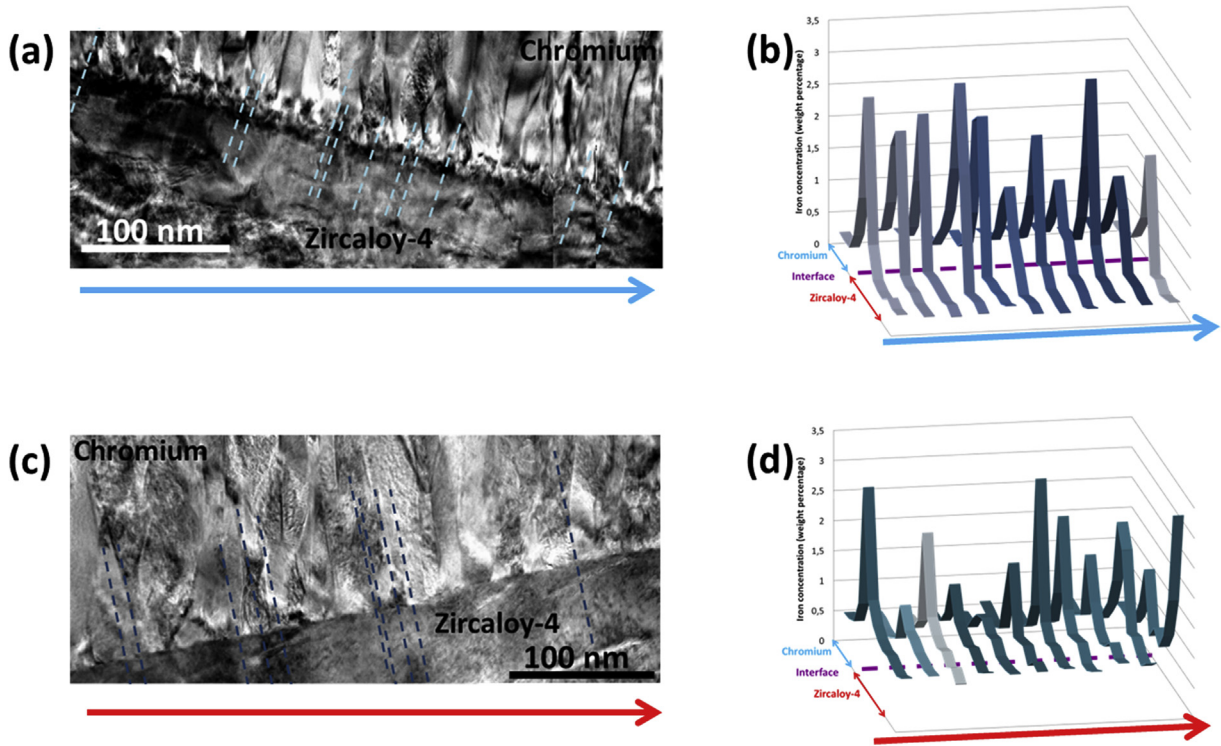 (a)
Chromium
Zircaloy-4
100 nm
(b)
Iron concentration (weight percentage)
3,5
3
2,5
2
1,5
1
0,5
0
Chromium
Interface
Zircaloy-4
(c)
Chromium
Zircaloy-4
100 nm
(d)
Iron concentration (weight percentage)
3,5
3
2,5
2
1,5
1
0,5
0
Chromium
Interface
Zircaloy-4